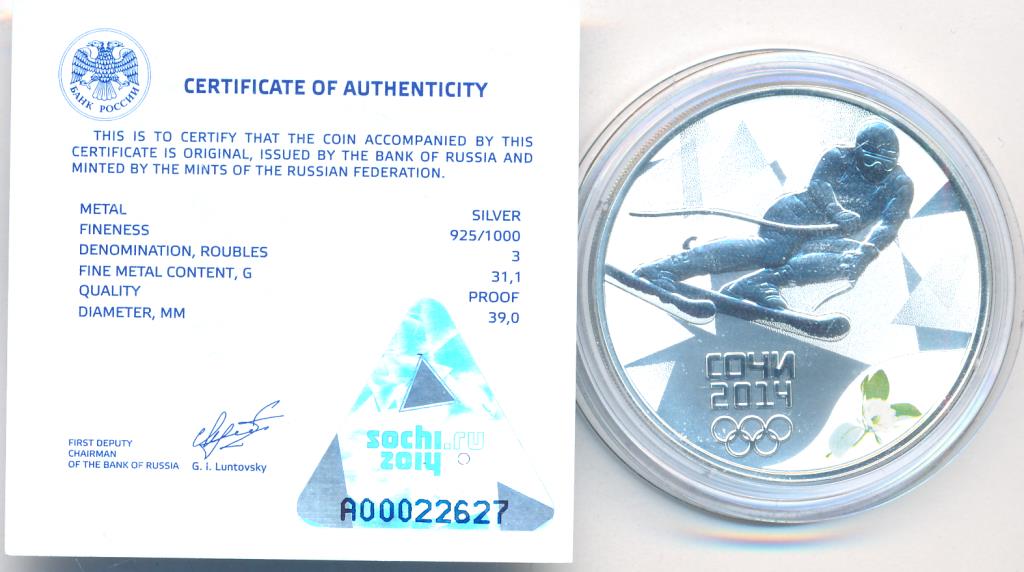 БАНК РОССИИ
CERTIFICATE OF AUTHENTICITY
THIS IS TO CERTIFY THAT THE COIN ACCOMPANIED BY THIS
CERTIFICATE IS ORIGINAL, ISSUED BY THE BANK OF RUSSIA AND
MINTED BY THE MINTS OF THE RUSSIAN FEDERATION.
METAL SILVER
FINENESS 925/1000
DENOMINATION, ROUBLES 3
FINE METAL CONTENT, G 31,1
QUALITY PROOF
DIAMETER, MM 39,0
FIRST DEPUTY
CHAIRMAN
OF THE BANK OF RUSSIA G. I. Luntovsky
sochi.ru
2014
A00022627
СОЧИ
2014